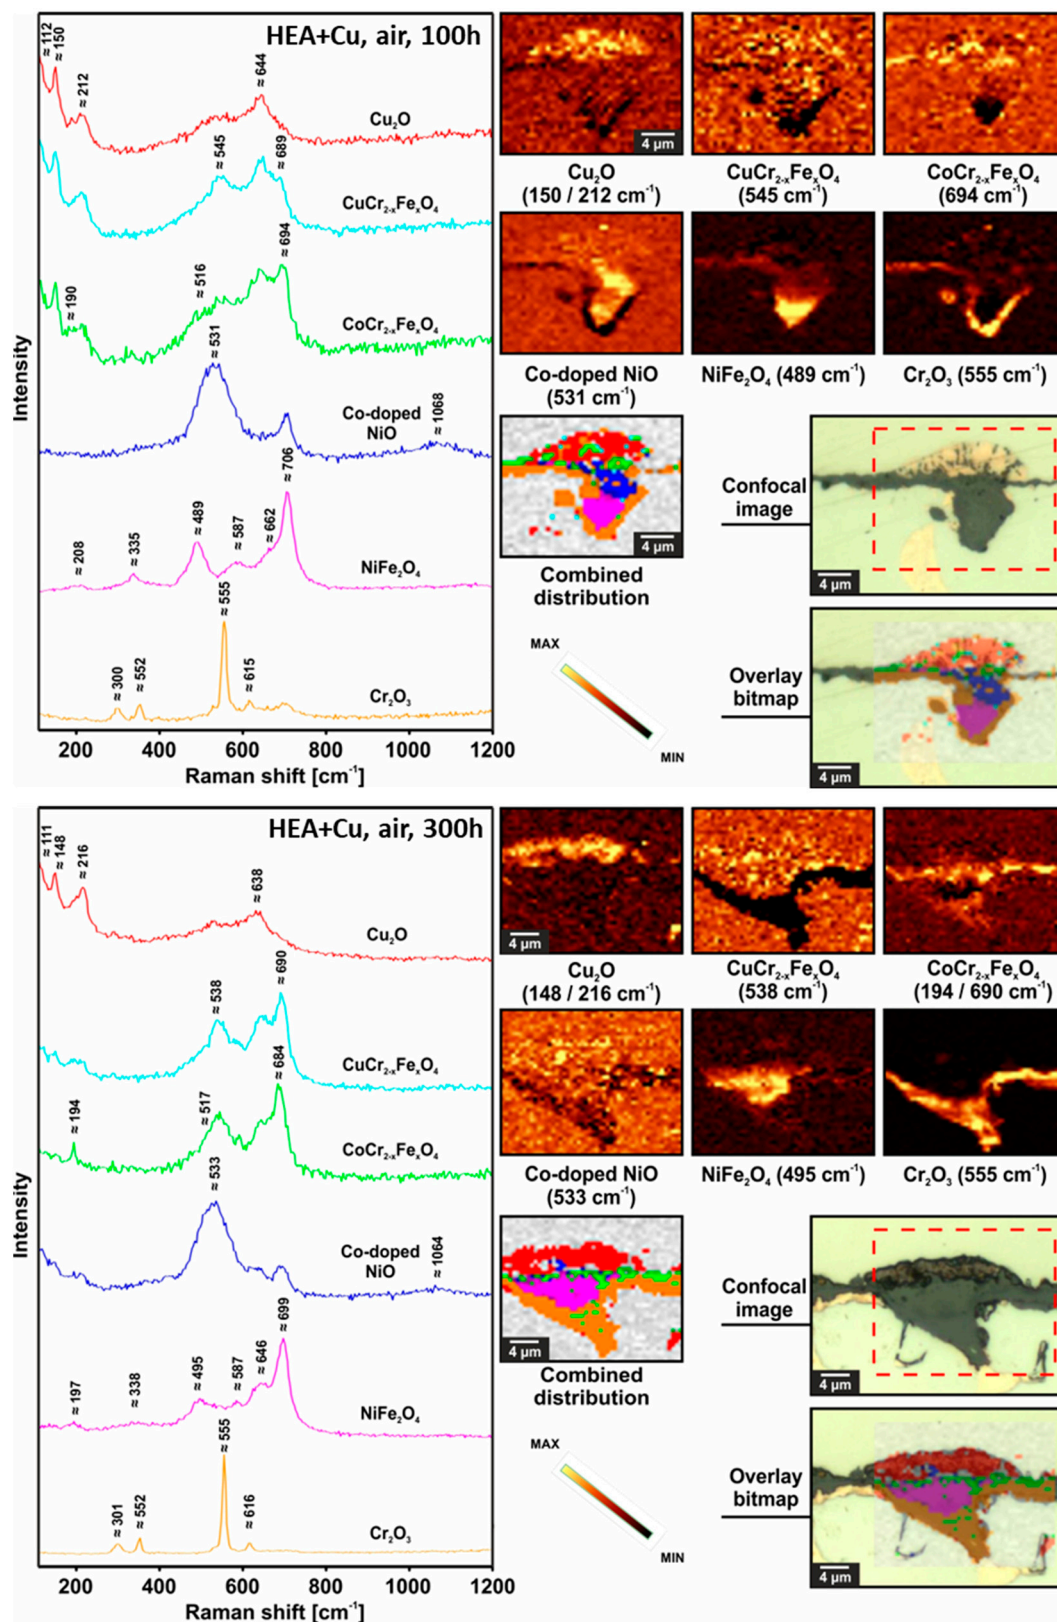 HEA+Cu, air, 100h
≈ 112
≈ 150
≈ 212
≈ 644
Cu₂O
≈ 545
≈ 689
CuCr₂₋ₓFeₓO₄
≈ 190
≈ 516
≈ 694
CoCr₂₋ₓFeₓO₄
≈ 531
≈ 1068
Co-doped
NiO
≈ 208
≈ 335
≈ 489
≈ 587
≈ 662
≈ 706
NiFe₂O₄
≈ 300
≈ 552
≈ 555
≈ 615
Cr₂O₃
Intensity
200 400 600 800 1000 1200
Raman shift [cm⁻¹]
4 µm
Cu₂O
(150 / 212 cm⁻¹)
CuCr₂₋ₓFeₓO₄
(545 cm⁻¹)
CoCr₂₋ₓFeₓO₄
(694 cm⁻¹)
Co-doped NiO
(531 cm⁻¹)
NiFe₂O₄ (489 cm⁻¹)
Cr₂O₃ (555 cm⁻¹)
4 µm
Combined
distribution
Confocal
image
4 µm
MAX
MIN
Overlay
bitmap
4 µm
HEA+Cu, air, 300h
≈ 111
≈ 148
≈ 216
≈ 638
Cu₂O
≈ 538
≈ 690
CuCr₂₋ₓFeₓO₄
≈ 194
≈ 517
≈ 684
CoCr₂₋ₓFeₓO₄
≈ 533
≈ 1064
Co-doped
NiO
≈ 197
≈ 338
≈ 495
≈ 587
≈ 646
≈ 699
NiFe₂O₄
≈ 301
≈ 552
≈ 555
≈ 616
Cr₂O₃
Intensity
200 400 600 800 1000 1200
Raman shift [cm⁻¹]
4 µm
Cu₂O
(148 / 216 cm⁻¹)
CuCr₂₋ₓFeₓO₄
(538 cm⁻¹)
CoCr₂₋ₓFeₓO₄
(194 / 690 cm⁻¹)
Co-doped NiO
(533 cm⁻¹)
NiFe₂O₄ (495 cm⁻¹)
Cr₂O₃ (555 cm⁻¹)
4 µm
Combined
distribution
Confocal
image
4 µm
MAX
MIN
Overlay
bitmap
4 µm